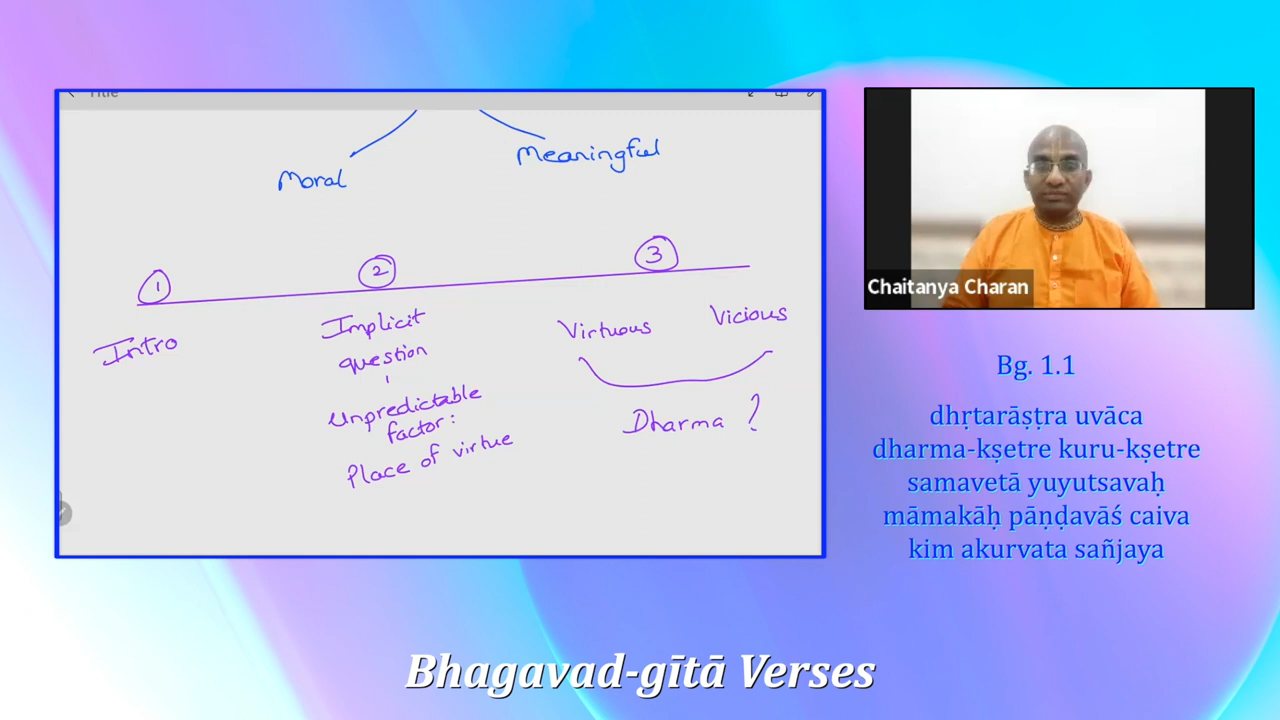 Title
Moral
Meaningful
1
2
3
Intro
Implicit
question
unpredictable
factor:
Place of virtue
Virtuous
Vicious
Dharma ?
Chaitanya Charan
Bg. 1.1
dhṛtarāṣṭra uvāca
dharma-kṣetre kuru-kṣetre
samavetā yuyutsavaḥ
māmakāḥ pāṇḍavāś caiva
kim akurvata sañjaya
Bhagavad-gītā Verses